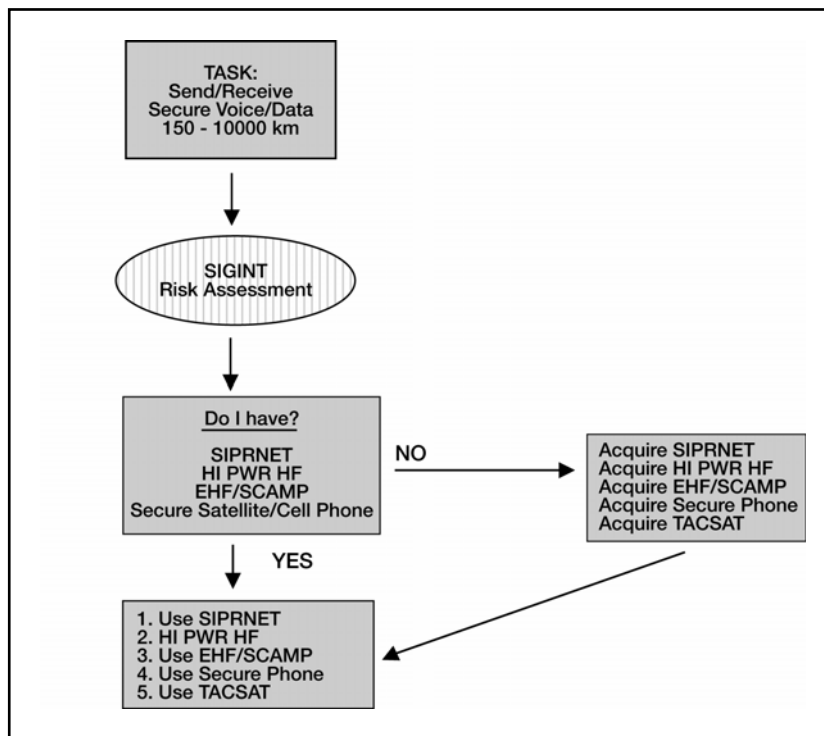 TASK:
Send/Receive
Secure Voice/Data
150 - 10000 km
SIGINT
Risk Assessment
Do I have?
SIPRNET
HI PWR HF
EHF/SCAMP
Secure Satellite/Cell Phone
NO
Acquire SIPRNET
Acquire HI PWR HF
Acquire EHF/SCAMP
Acquire Secure Phone
Acquire TACSAT
YES
1. Use SIPRNET
2. HI PWR HF
3. Use EHF/SCAMP
4. Use Secure Phone
5. Use TACSAT